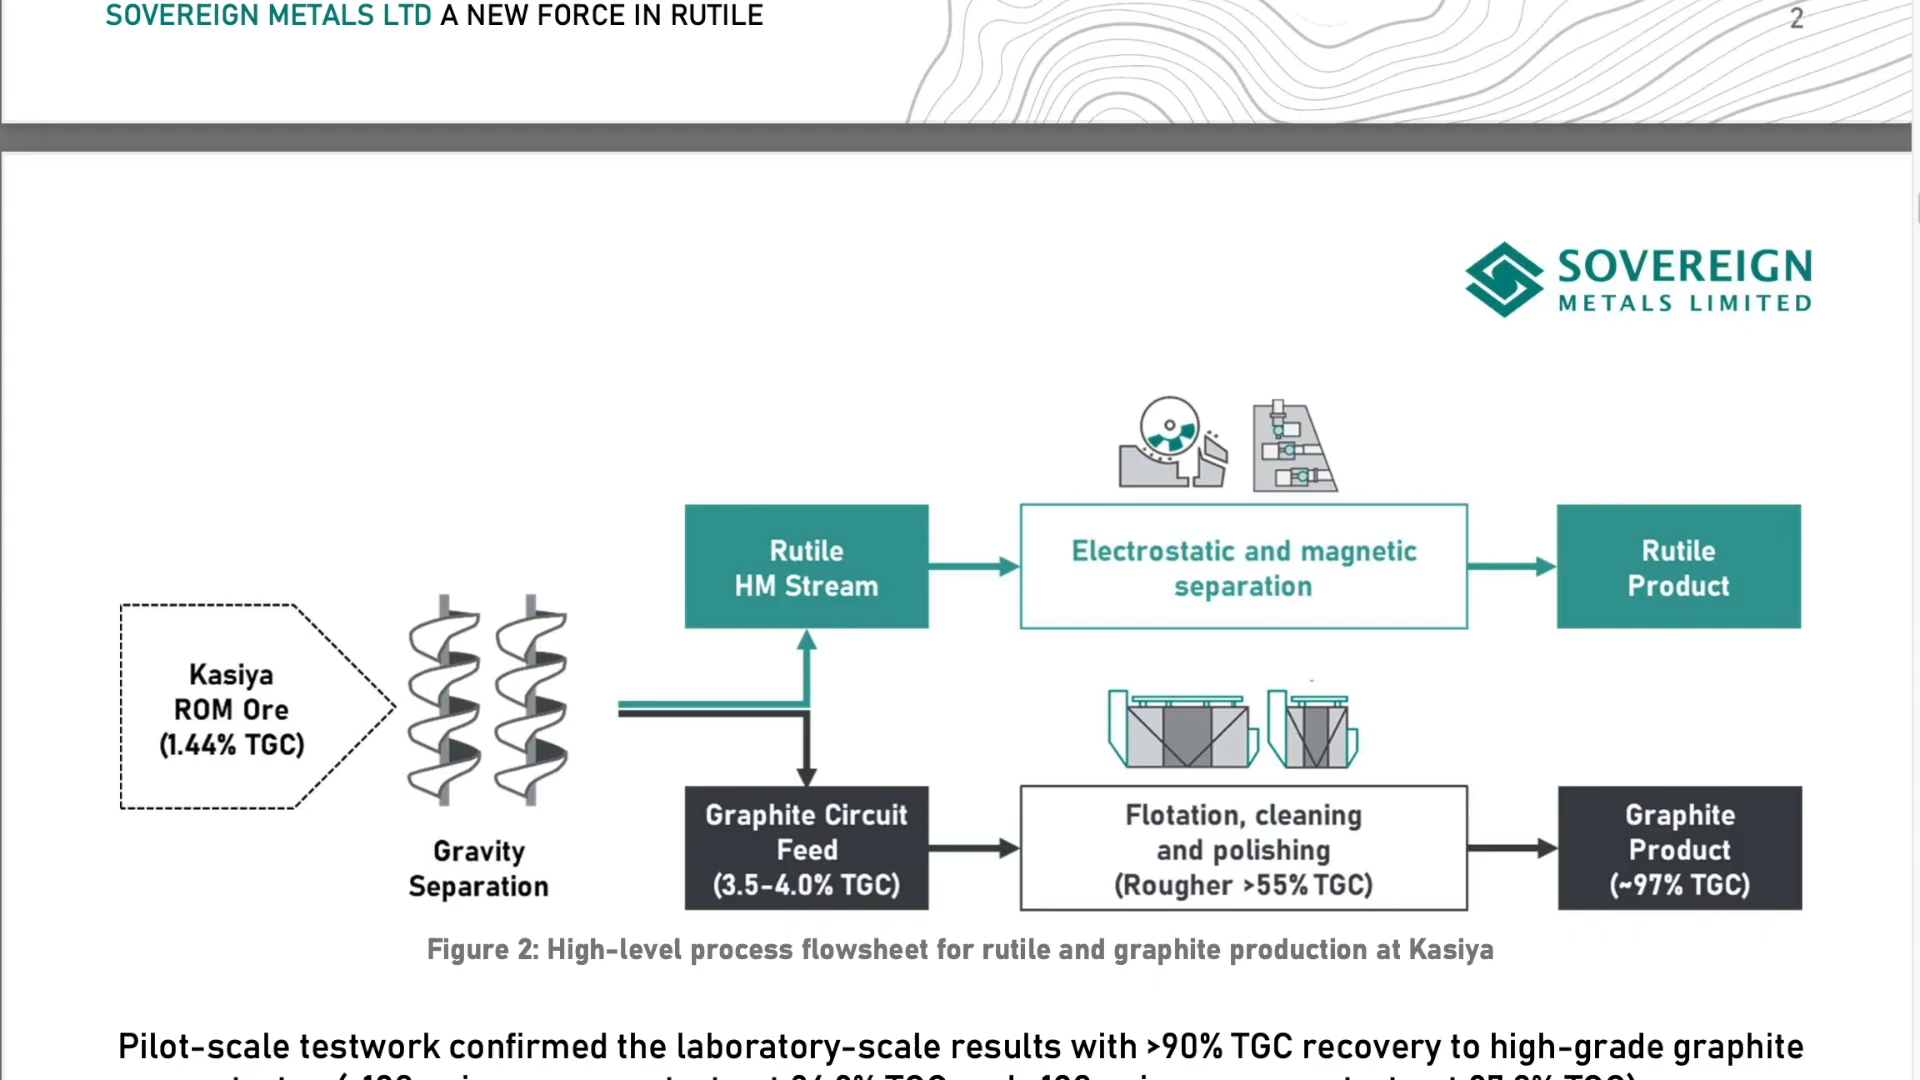 SOVEREIGN METALS LTD A NEW FORCE IN RUTILE
2
SOVEREIGN
METALS LIMITED
Rutile
HM Stream
Electrostatic and magnetic
separation
Rutile
Product
Kasiya
ROM Ore
(1.44% TGC)
Gravity
Separation
Graphite Circuit
Feed
(3.5-4.0% TGC)
Flotation, cleaning
and polishing
(Rougher >55% TGC)
Graphite
Product
(~97% TGC)
Figure 2: High-level process flowsheet for rutile and graphite production at Kasiya
Pilot-scale testwork confirmed the laboratory-scale results with >90% TGC recovery to high-grade graphite